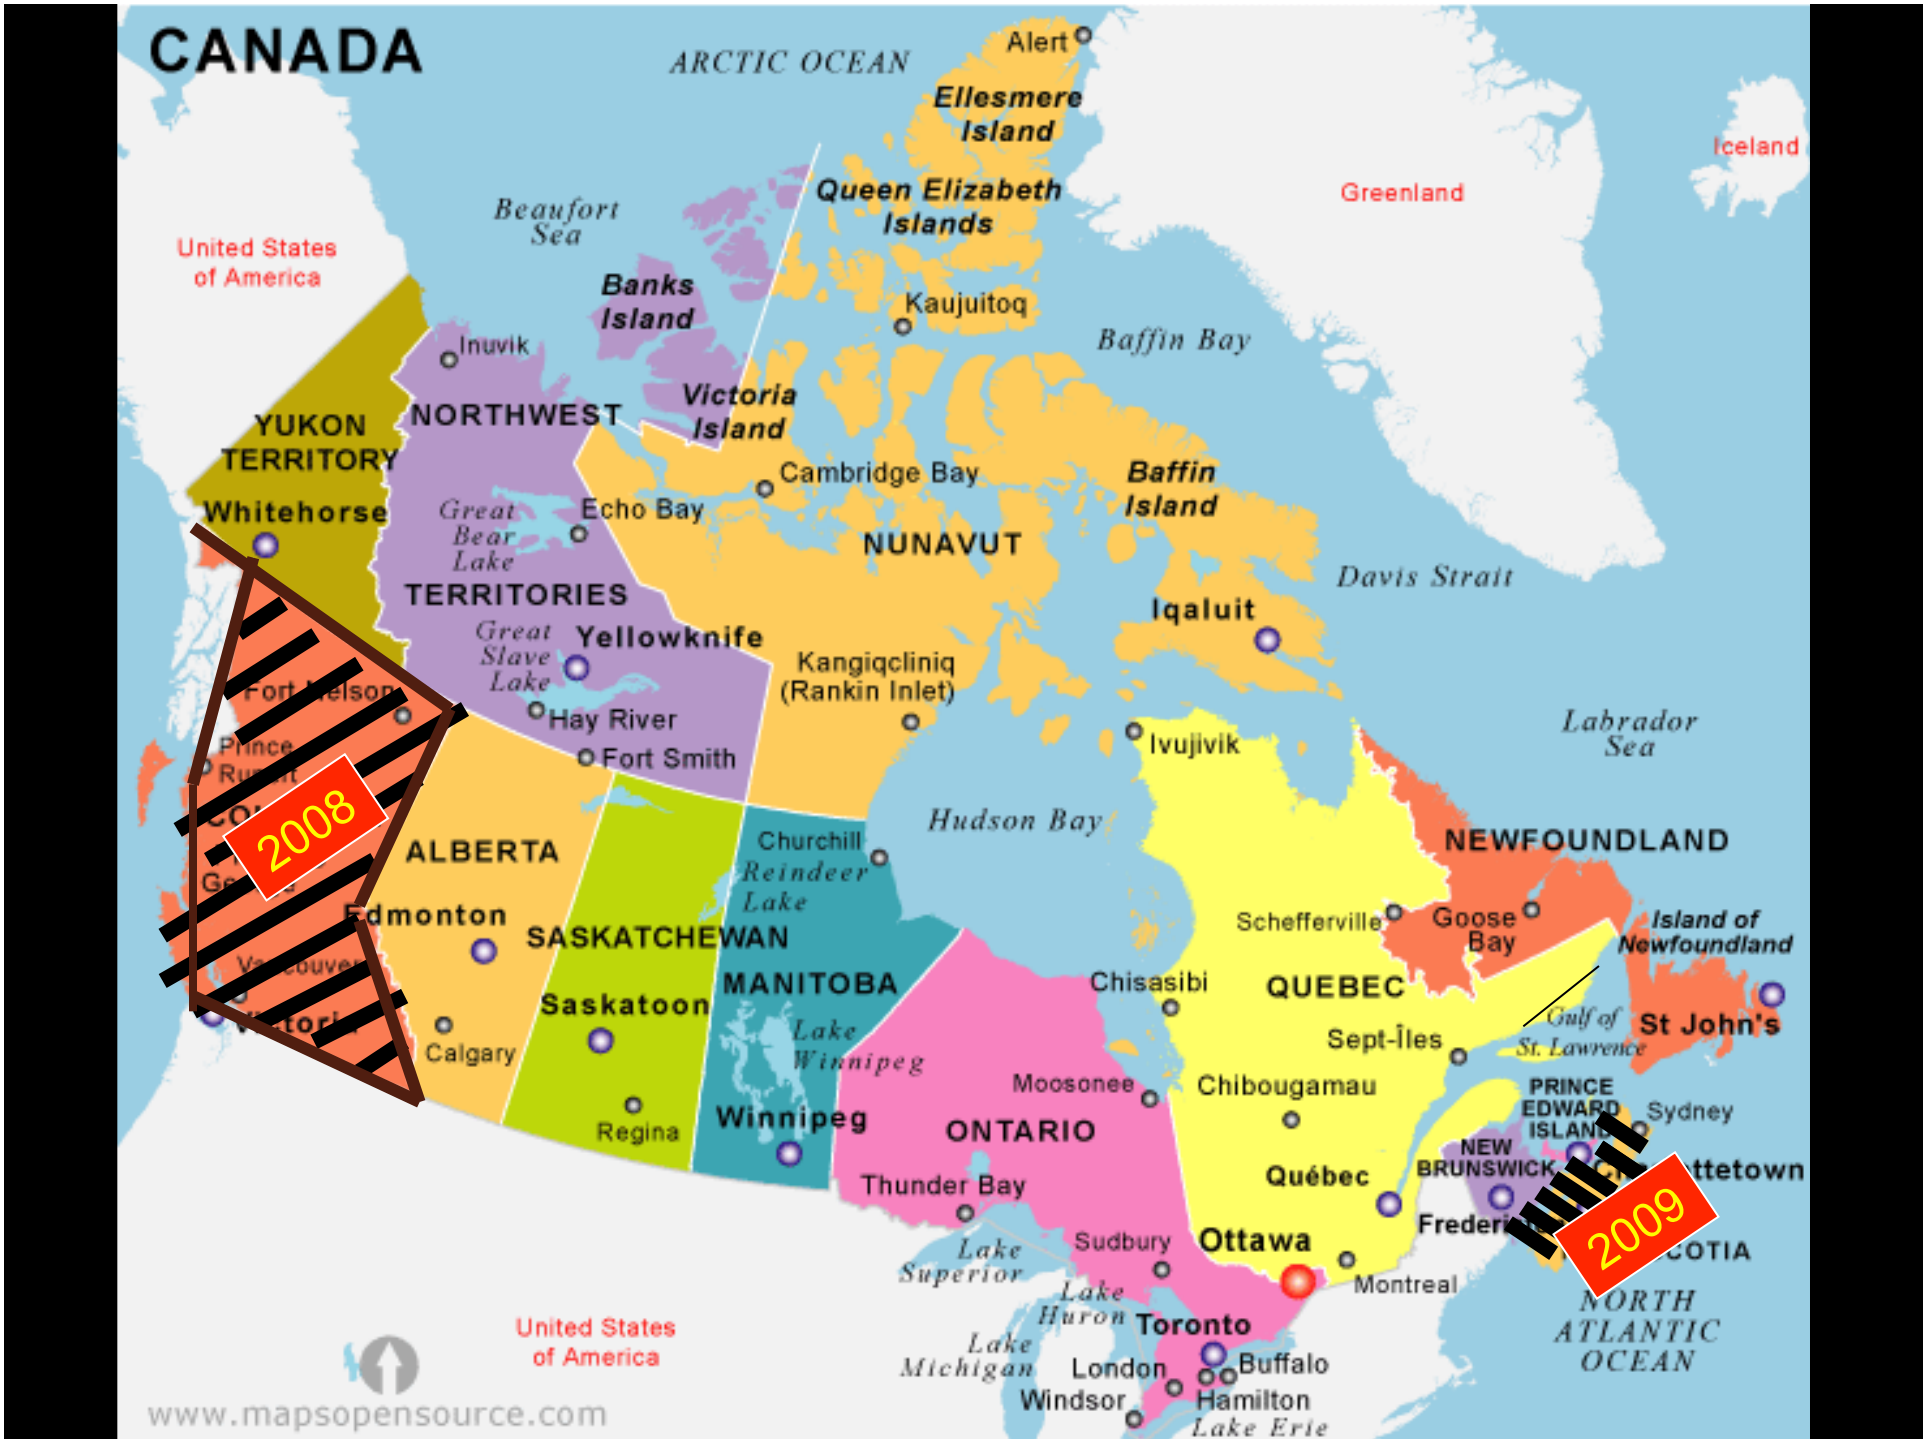 CANADA
ARCTIC OCEAN
Alert
Ellesmere
Island
Iceland
Queen Elizabeth
Islands
Greenland
Beaufort
Sea
United States
of America
Banks
Island
Kaujuitoq
Baffin Bay
Inuvik
Victoria
Island
NORTHWEST
YUKON
TERRITORY
Cambridge Bay
Baffin
Island
Whitehorse
Great
Bear
Lake
Echo Bay
NUNAVUT
Davis Strait
TERRITORIES
Iqaluit
Great
Slave
Lake
Yellowknife
Kangiqcliniq
(Rankin Inlet)
Fort Nelson
Hay River
Labrador
Sea
Prince
Ivujivik
Fort Smith
2008
Hudson Bay
Churchill
NEWFOUNDLAND
ALBERTA
Reindeer
Lake
Edmonton
Schefferville
Goose
Bay
Island of
Newfoundland
SASKATCHEWAN
Vancouver
MANITOBA
Chisasibi
QUEBEC
Saskatoon
Victoria
Lake
Winnipeg
Gulf of
St. Lawrence
St John's
Sept-Îles
Calgary
Moosonee
Chibougamau
PRINCE
EDWARD
ISLAND
Sydney
Regina
Winnipeg
ONTARIO
NEW
BRUNSWICK
Québec
Thunder Bay
2009
Sudbury
Ottawa
Lake
Superior
Montreal
Lake
Huron
NORTH
ATLANTIC
OCEAN
United States
of America
Toronto
Lake
Michigan
London
Buffalo
Windsor
Hamilton
Lake Erie
www.mapsopensource.com